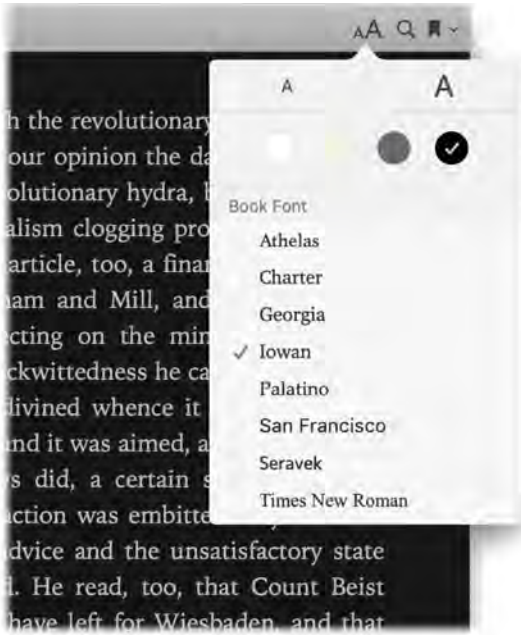 AA
h the revolutionary
our opinion the da
olutionary hydra,
alism clogging pro
article, too, a finan
ham and Mill, and
ecting on the min
ckwittedness he ca
divined whence it
nd it was aimed, a
s did, a certain s
action was embitte
dvice and the unsatisfactory state
. He read, too, that Count Beist
have left for Wiesbaden, and that
A A
Book Font
Athelas
Charter
Georgia
✓ Iowan
Palatino
San Francisco
Seravek
Times New Roman